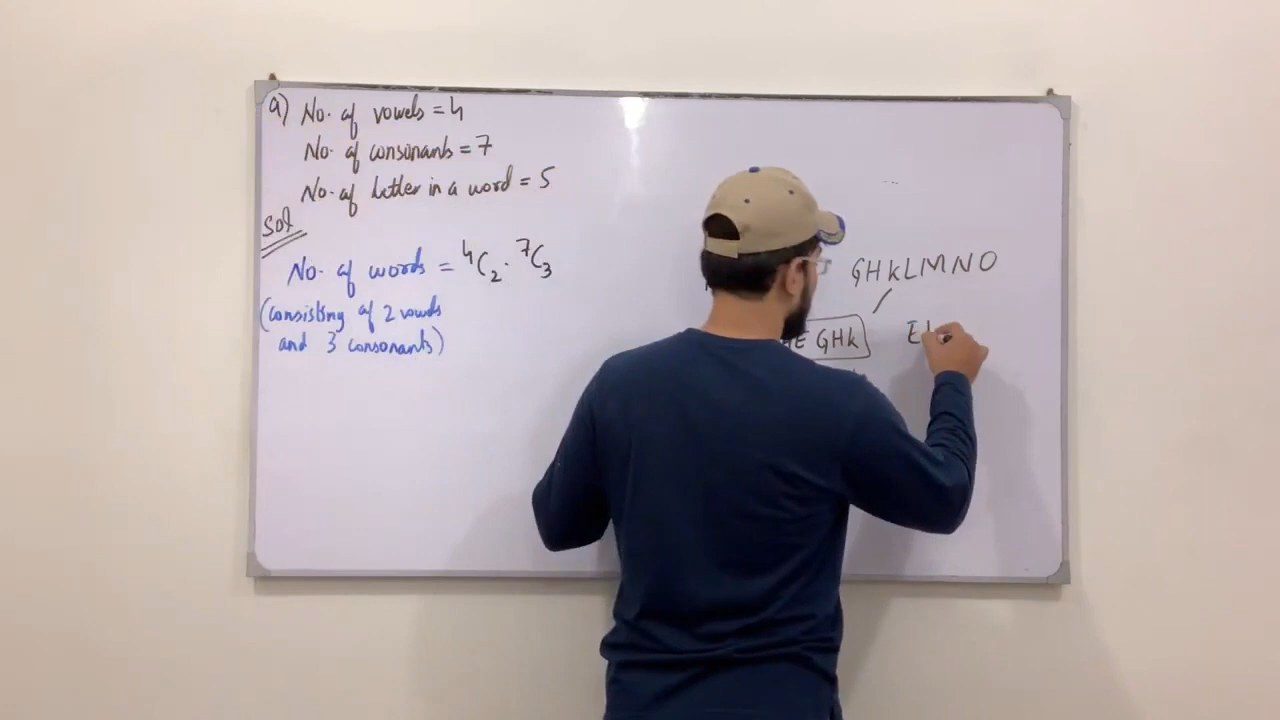 a) No. of vowels = 4
No. of consonants = 7
No. of letter in a word = 5
Sol
No. of words = ⁴C₂ · ⁷C₃
(consisting of 2 vowels
and 3 consonants)
GHKLMNO
AE GHK